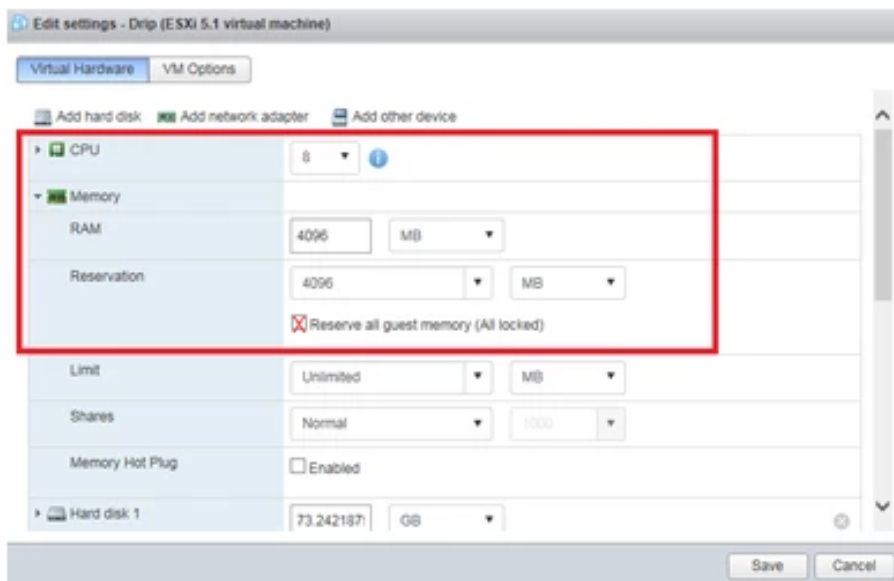 Edit settings - Drip (ESXi 5.1 virtual machine)
Virtual Hardware VM Options
Add hard disk Add network adapter Add other device
CPU 8
Memory
RAM 4096 MB
Reservation 4096 MB
Reserve all guest memory (All locked)
Limit Unlimited MB
Shares Normal 1000
Memory Hot Plug Enabled
Hard disk 1 73.242187 GB
Save Cancel